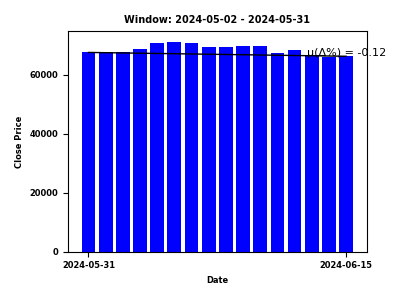 Window: 2024-05-02 - 2024-05-31
μ(Λ%) = -0.12
60000
40000
20000
0
Close Price
2024-05-31
2024-06-15
Date